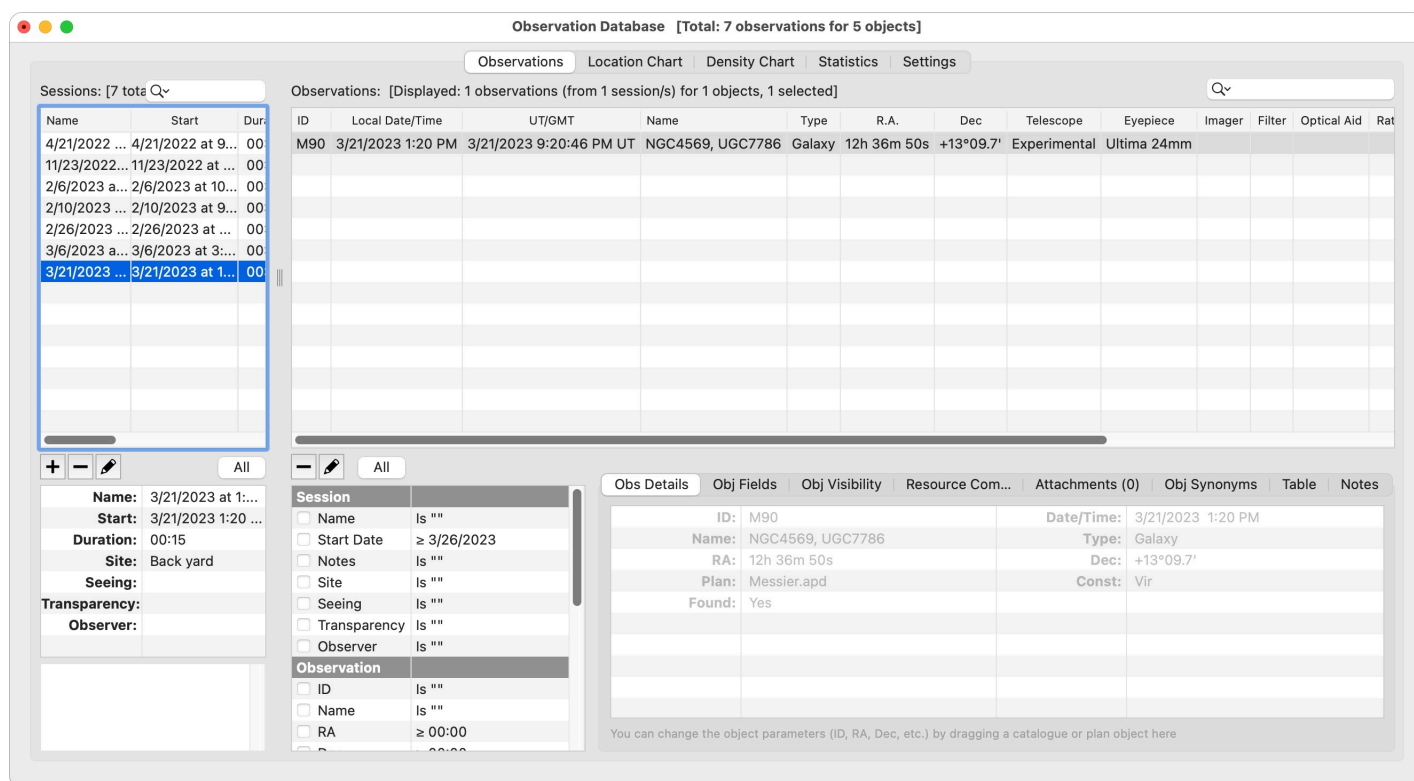 Observation Database [Total: 7 observations for 5 objects]
Observations Location Chart Density Chart Statistics Settings
Sessions: [7 tota
Observations: [Displayed: 1 observations (from 1 session/s) for 1 objects, 1 selected]
Name Start Dura
4/21/2022 ... 4/21/2022 at 9... 00:
11/23/2022... 11/23/2022 at ... 00:
2/6/2023 a... 2/6/2023 at 10... 00:
2/10/2023 ... 2/10/2023 at 9... 00:
2/26/2023 ... 2/26/2023 at ... 00:
3/6/2023 a... 3/6/2023 at 3:... 00:
3/21/2023 ... 3/21/2023 at 1... 00:
ID Local Date/Time UT/GMT Name Type R.A. Dec Telescope Eyepiece Imager Filter Optical Aid Rat
M90 3/21/2023 1:20 PM 3/21/2023 9:20:46 PM UT NGC4569, UGC7786 Galaxy 12h 36m 50s +13°09.7' Experimental Ultima 24mm
All
Name: 3/21/2023 at 1:...
Start: 3/21/2023 1:20 ...
Duration: 00:15
Site: Back yard
Seeing:
Transparency:
Observer:
All
Session
Name Is ""
Start Date ≥ 3/26/2023
Notes Is ""
Site Is ""
Seeing Is ""
Transparency Is ""
Observer Is ""
Observation
ID Is ""
Name Is ""
RA ≥ 00:00
Obs Details Obj Fields Obj Visibility Resource Com... Attachments (0) Obj Synonyms Table Notes
ID: M90 Date/Time: 3/21/2023 1:20 PM
Name: NGC4569, UGC7786 Type: Galaxy
RA: 12h 36m 50s Dec: +13°09.7'
Plan: Messier.apd Const: Vir
Found: Yes
You can change the object parameters (ID, RA, Dec, etc.) by dragging a catalogue or plan object here